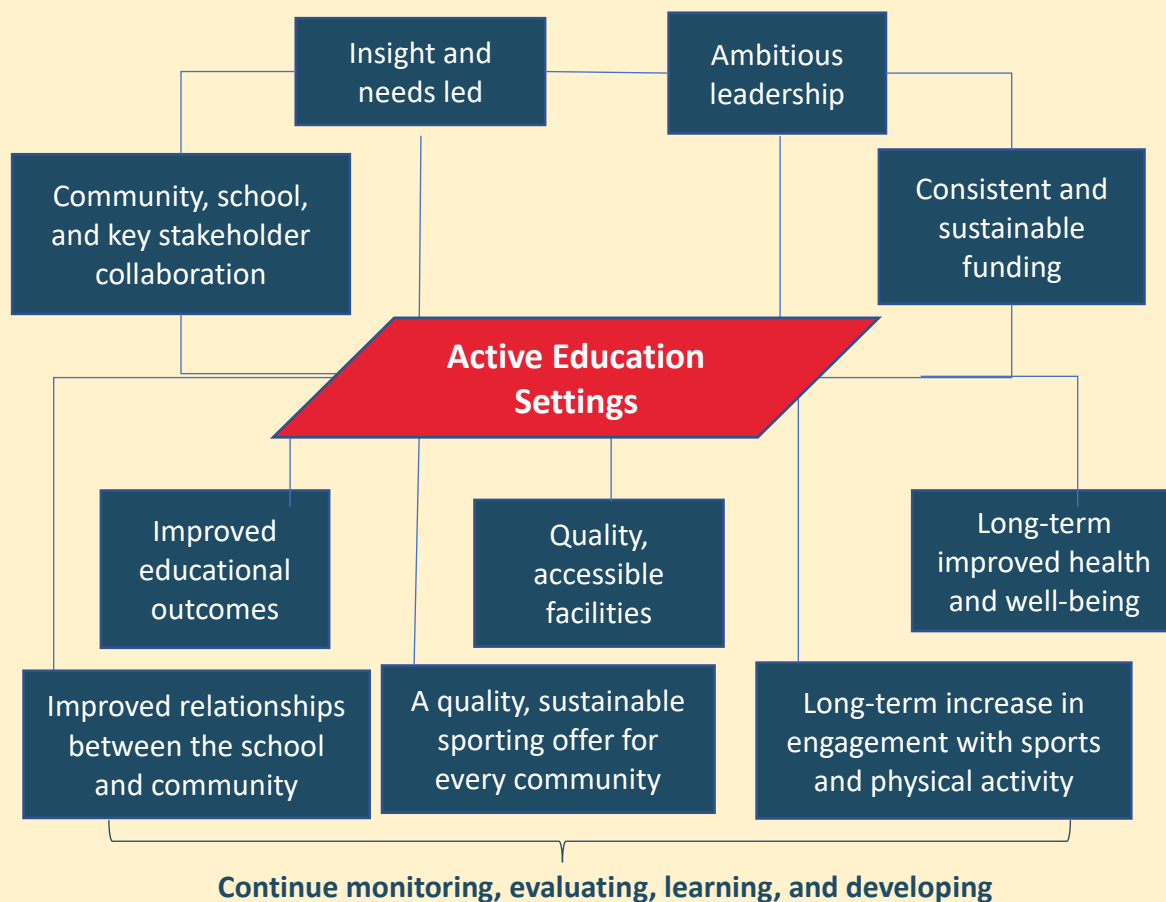 Insight and
needs led
Ambitious
leadership
Community, school,
and key stakeholder
collaboration
Consistent and
sustainable
funding
Active Education
Settings
Improved
educational
outcomes
Quality,
accessible
facilities
Long-term
improved health
and well-being
Improved relationships
between the school
and community
A quality, sustainable
sporting offer for
every community
Long-term increase in
engagement with sports
and physical activity
Continue monitoring, evaluating, learning, and developing